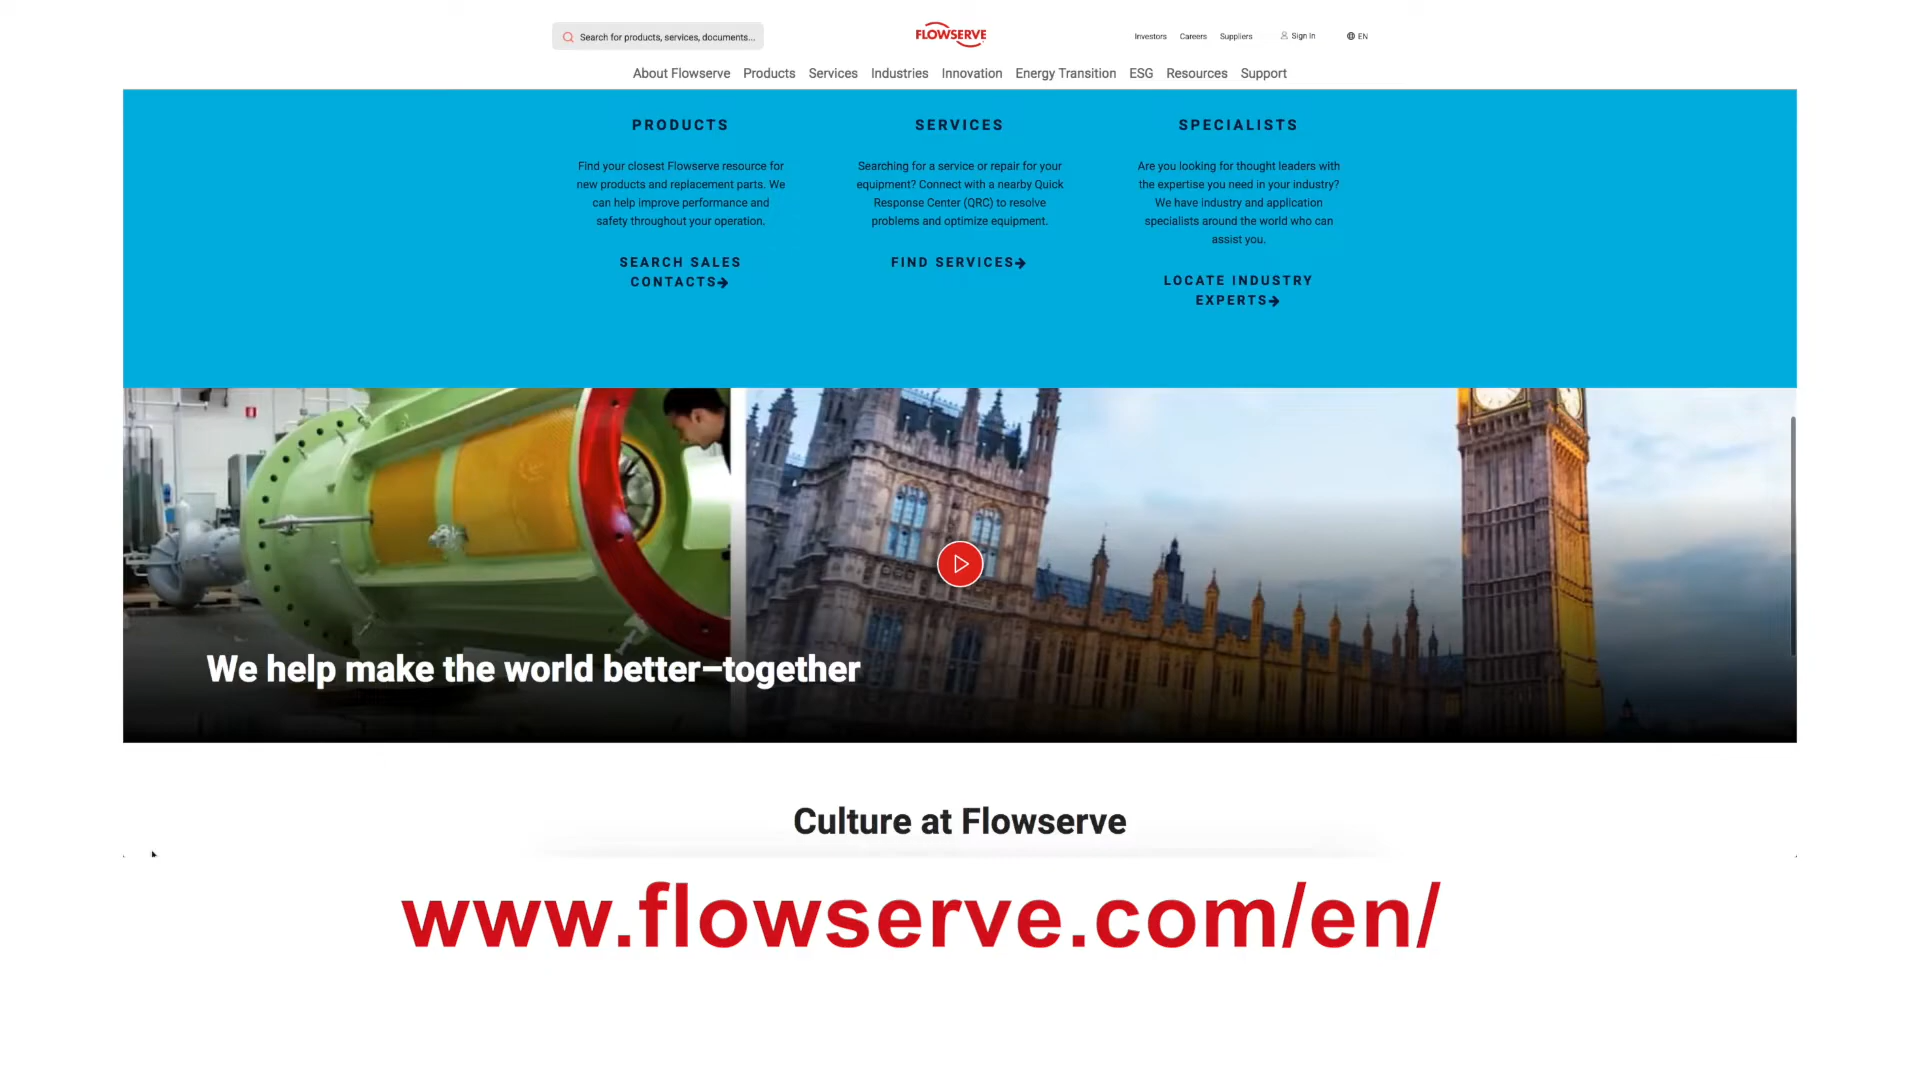 Search for products, services, documents...
FLOWSERVE
Investors Careers Suppliers Sign In EN
About Flowserve Products Services Industries Innovation Energy Transition ESG Resources Support
PRODUCTS
Find your closest Flowserve resource for
new products and replacement parts. We
can help improve performance and
safety throughout your operation.
SEARCH SALES
CONTACTS→
SERVICES
Searching for a service or repair for your
equipment? Connect with a nearby Quick
Response Center (QRC) to resolve
problems and optimize equipment.
FIND SERVICES→
SPECIALISTS
Are you looking for thought leaders with
the expertise you need in your industry?
We have industry and application
specialists around the world who can
assist you.
LOCATE INDUSTRY
EXPERTS→
We help make the world better–together
Culture at Flowserve
www.flowserve.com/en/